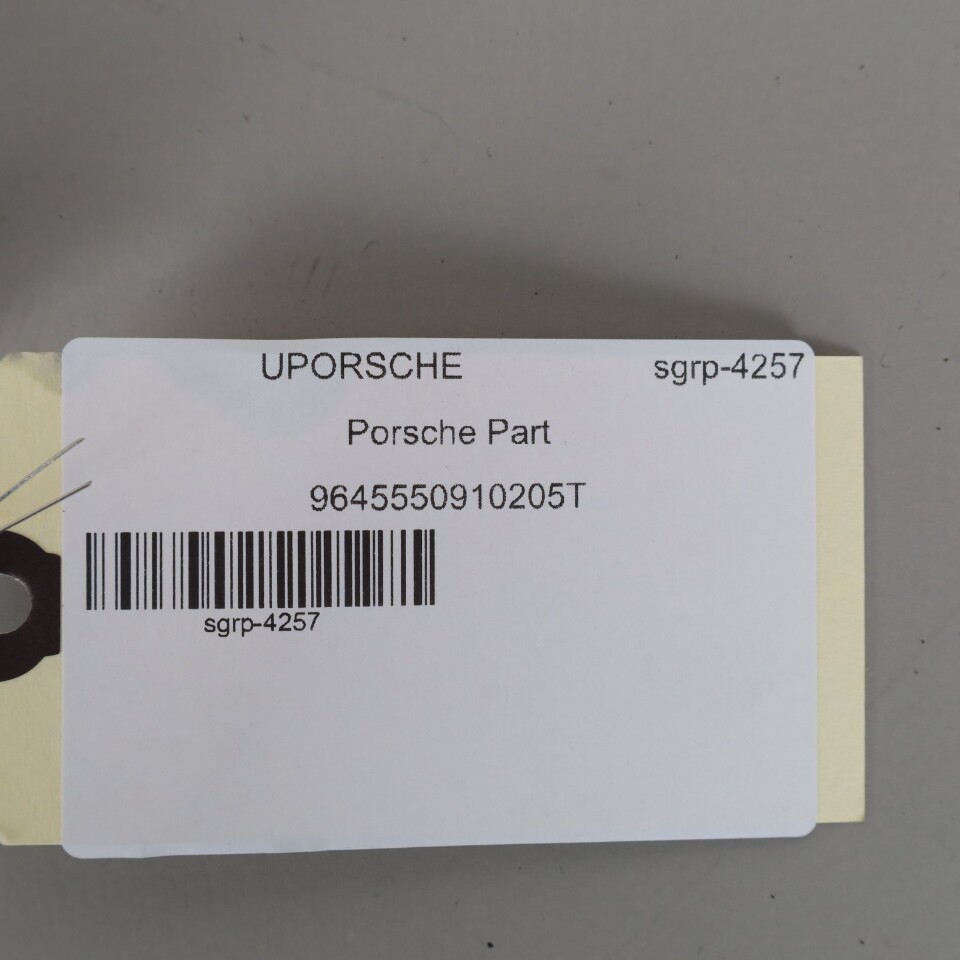 UPORSCHE sgrp-4257
Porsche Part
9645550910205T
sgrp-4257